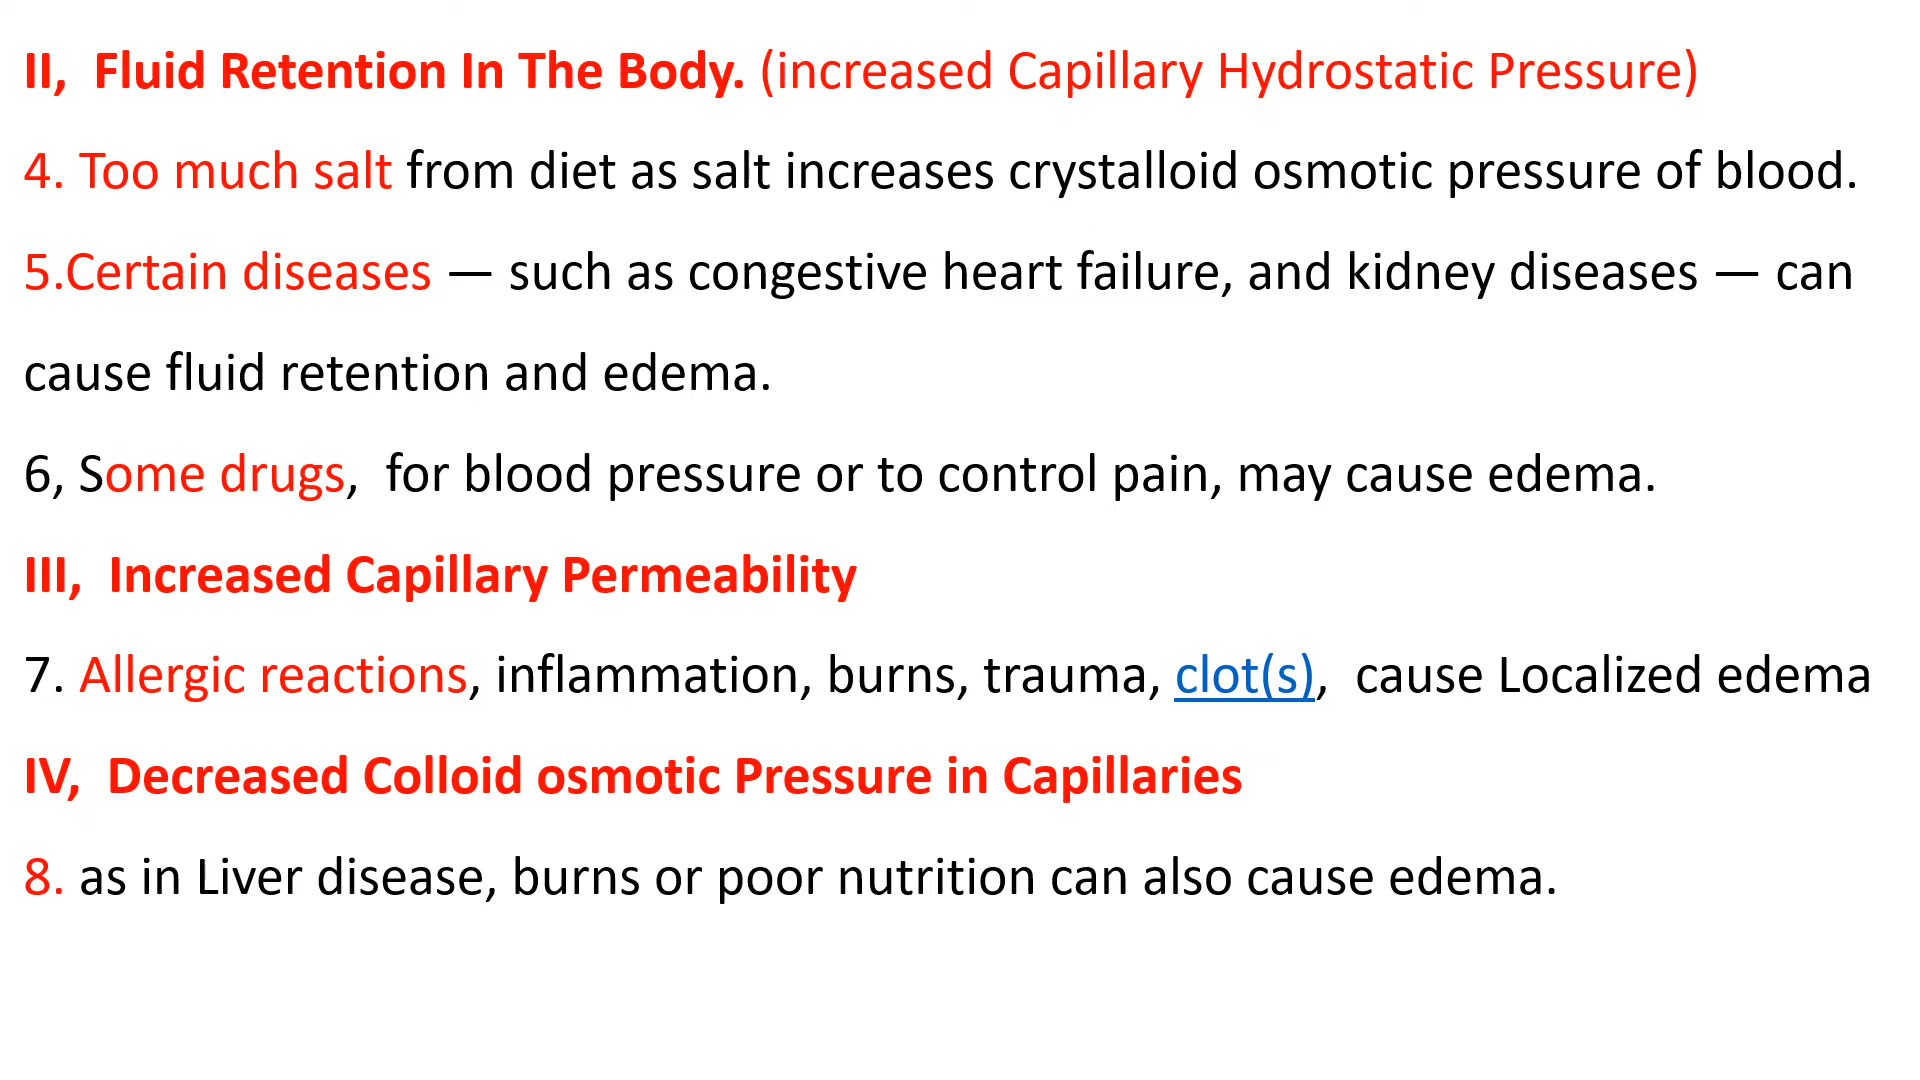 II,  Fluid Retention In The Body. (increased Capillary Hydrostatic Pressure)
4. Too much salt from diet as salt increases crystalloid osmotic pressure of blood.
5.Certain diseases — such as congestive heart failure, and kidney diseases — can
cause fluid retention and edema.
6, Some drugs,  for blood pressure or to control pain, may cause edema.
III,  Increased Capillary Permeability
7. Allergic reactions, inflammation, burns, trauma, clot(s),  cause Localized edema
IV,  Decreased Colloid osmotic Pressure in Capillaries
8. as in Liver disease, burns or poor nutrition can also cause edema.